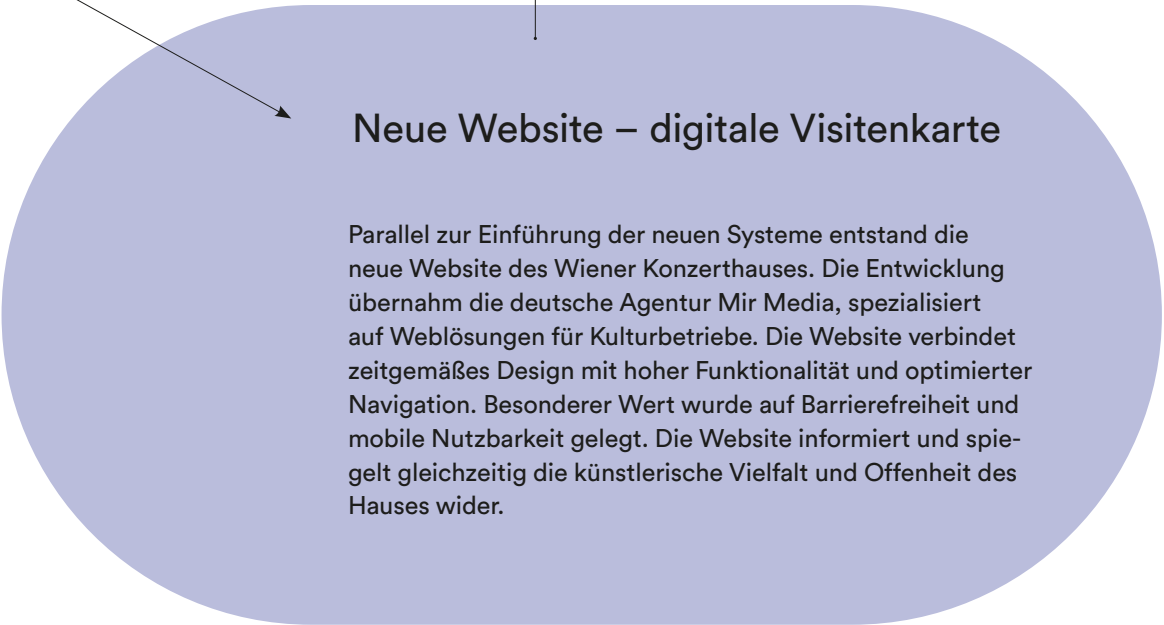 Neue Website – digitale Visitenkarte
Parallel zur Einführung der neuen Systeme entstand die
neue Website des Wiener Konzerthauses. Die Entwicklung
übernahm die deutsche Agentur Mir Media, spezialisiert
auf Weblösungen für Kulturbetriebe. Die Website verbindet
zeitgemäßes Design mit hoher Funktionalität und optimierter
Navigation. Besonderer Wert wurde auf Barrierefreiheit und
mobile Nutzbarkeit gelegt. Die Website informiert und spie-
gelt gleichzeitig die künstlerische Vielfalt und Offenheit des
Hauses wider.